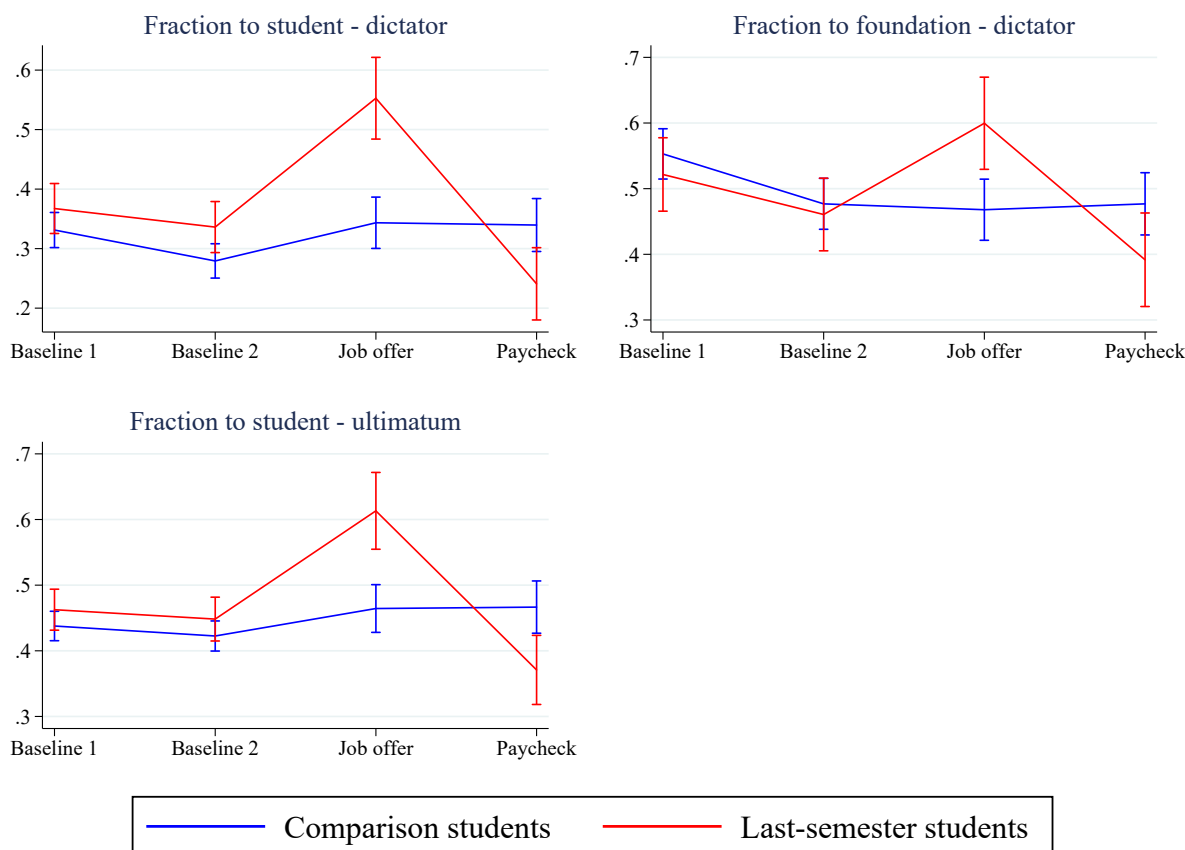 Fraction to student - dictator
.6
.5
.4
.3
.2
Baseline 1 Baseline 2 Job offer Paycheck
Fraction to foundation - dictator
.7
.6
.5
.4
.3
Baseline 1 Baseline 2 Job offer Paycheck
Fraction to student - ultimatum
.7
.6
.5
.4
.3
Baseline 1 Baseline 2 Job offer Paycheck
Comparison students Last-semester students